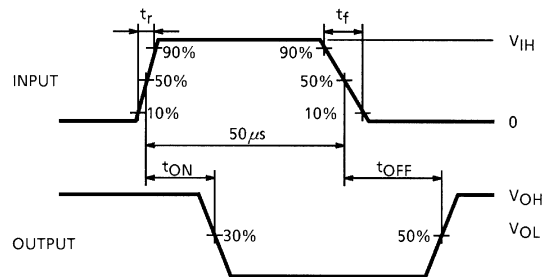 tr tf
90% 90% VIH
INPUT 50% 50%
10% 10% 0
50μs
tON tOFF
VOH
30% 50% VOL
OUTPUT